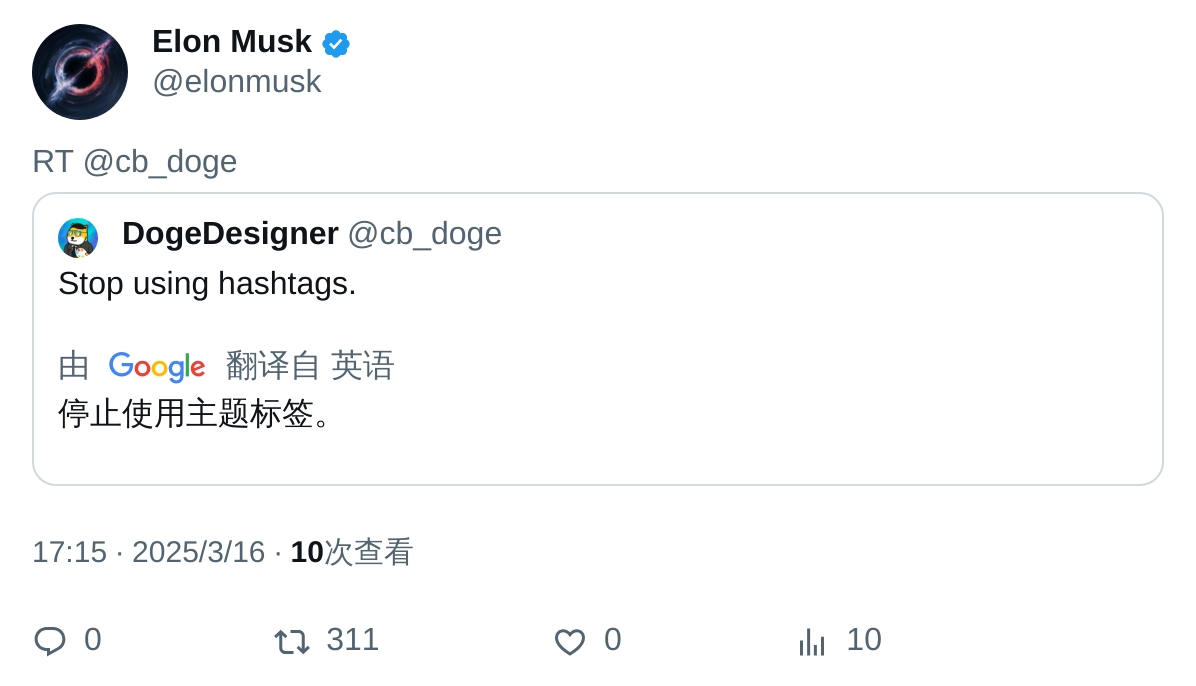 Elon Musk
@elonmusk
RT @cb_doge
DogeDesigner @cb_doge
Stop using hashtags.
由 Google 翻译自 英语
停止使用主题标签。
17:15 · 2025/3/16 · 10次查看
0 311 0 10